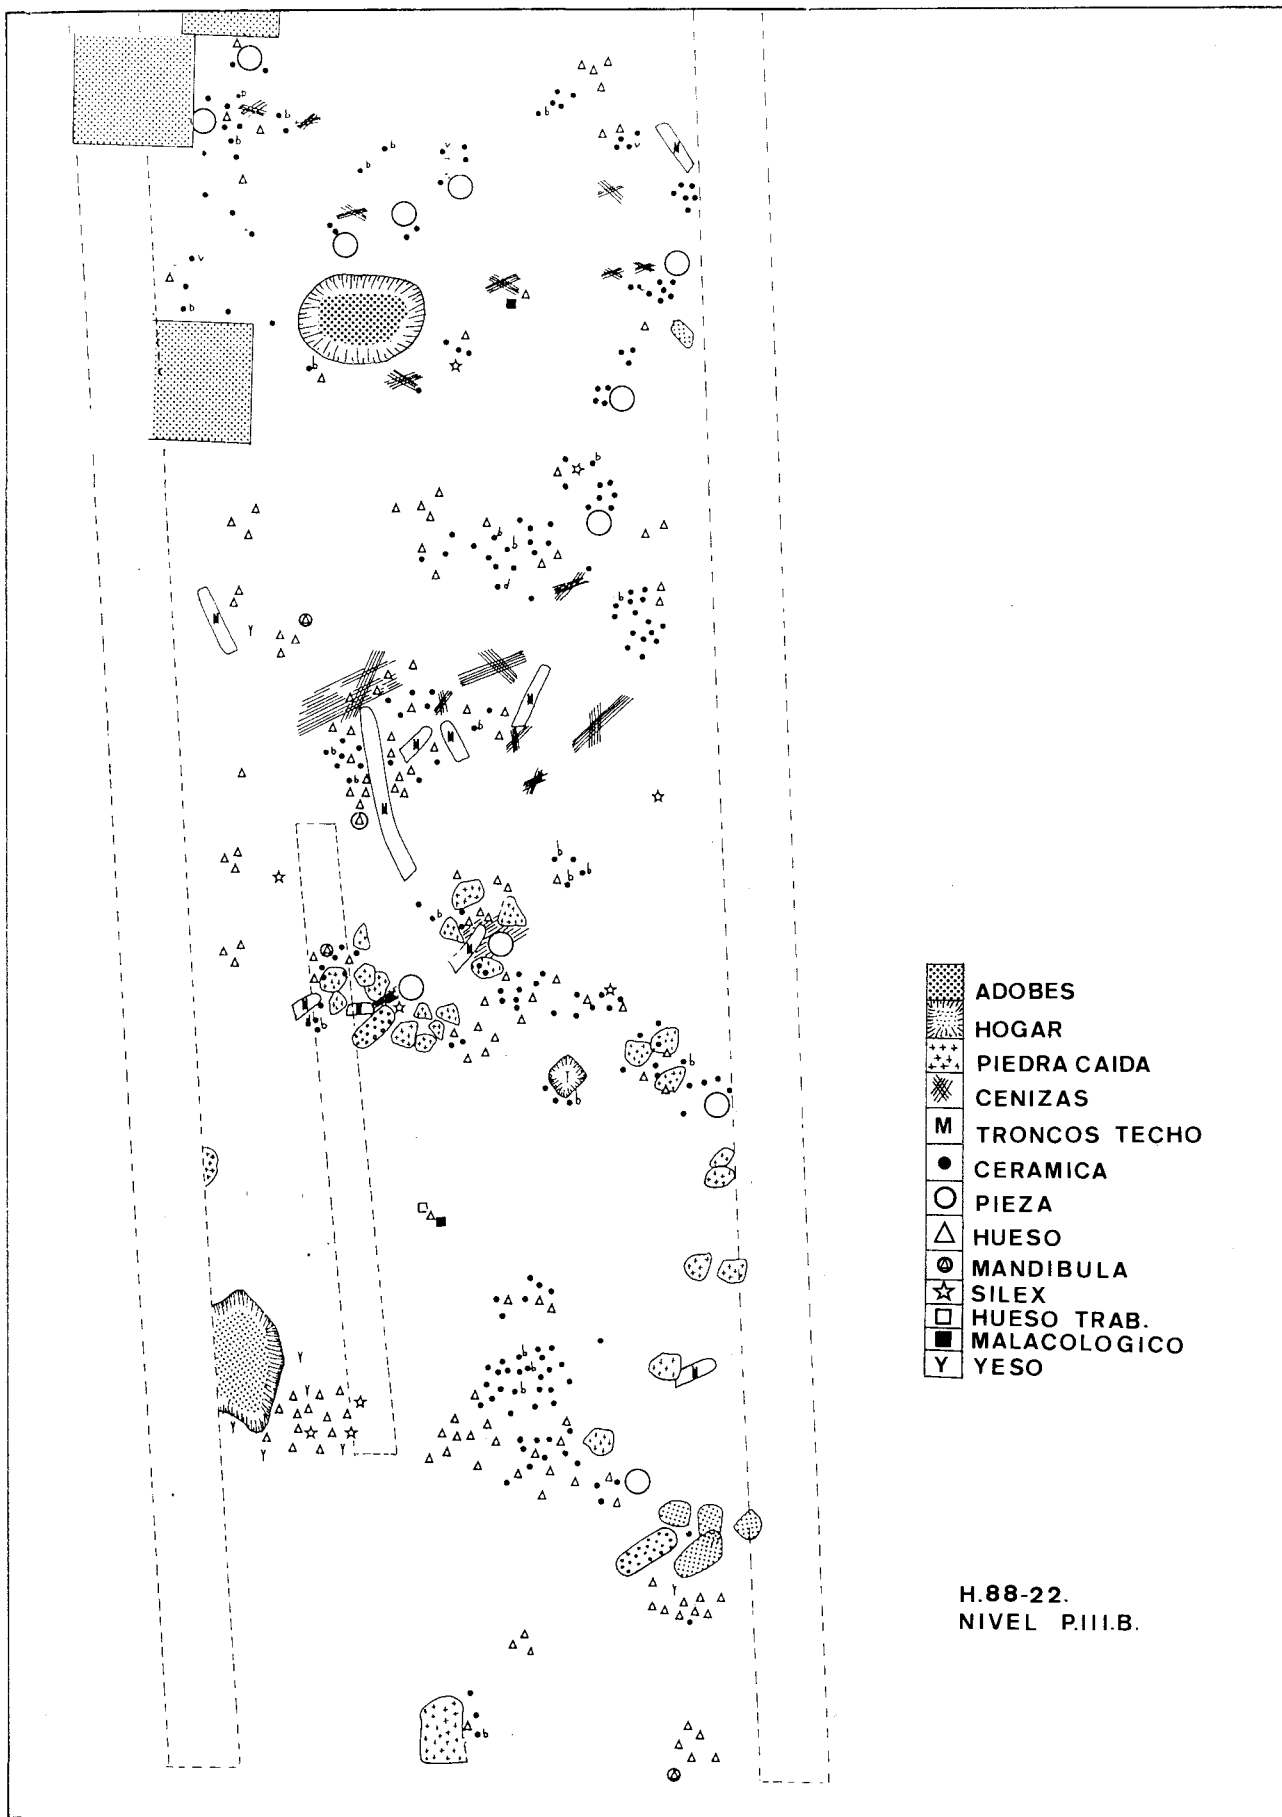 ADOBES
HOGAR
PIEDRA CAIDA
CENIZAS
M TRONCOS TECHO
CERAMICA
PIEZA
HUESO
MANDIBULA
SILEX
HUESO TRAB.
MALACOLOGICO
Y YESO
H.88-22.
NIVEL P.III.B.